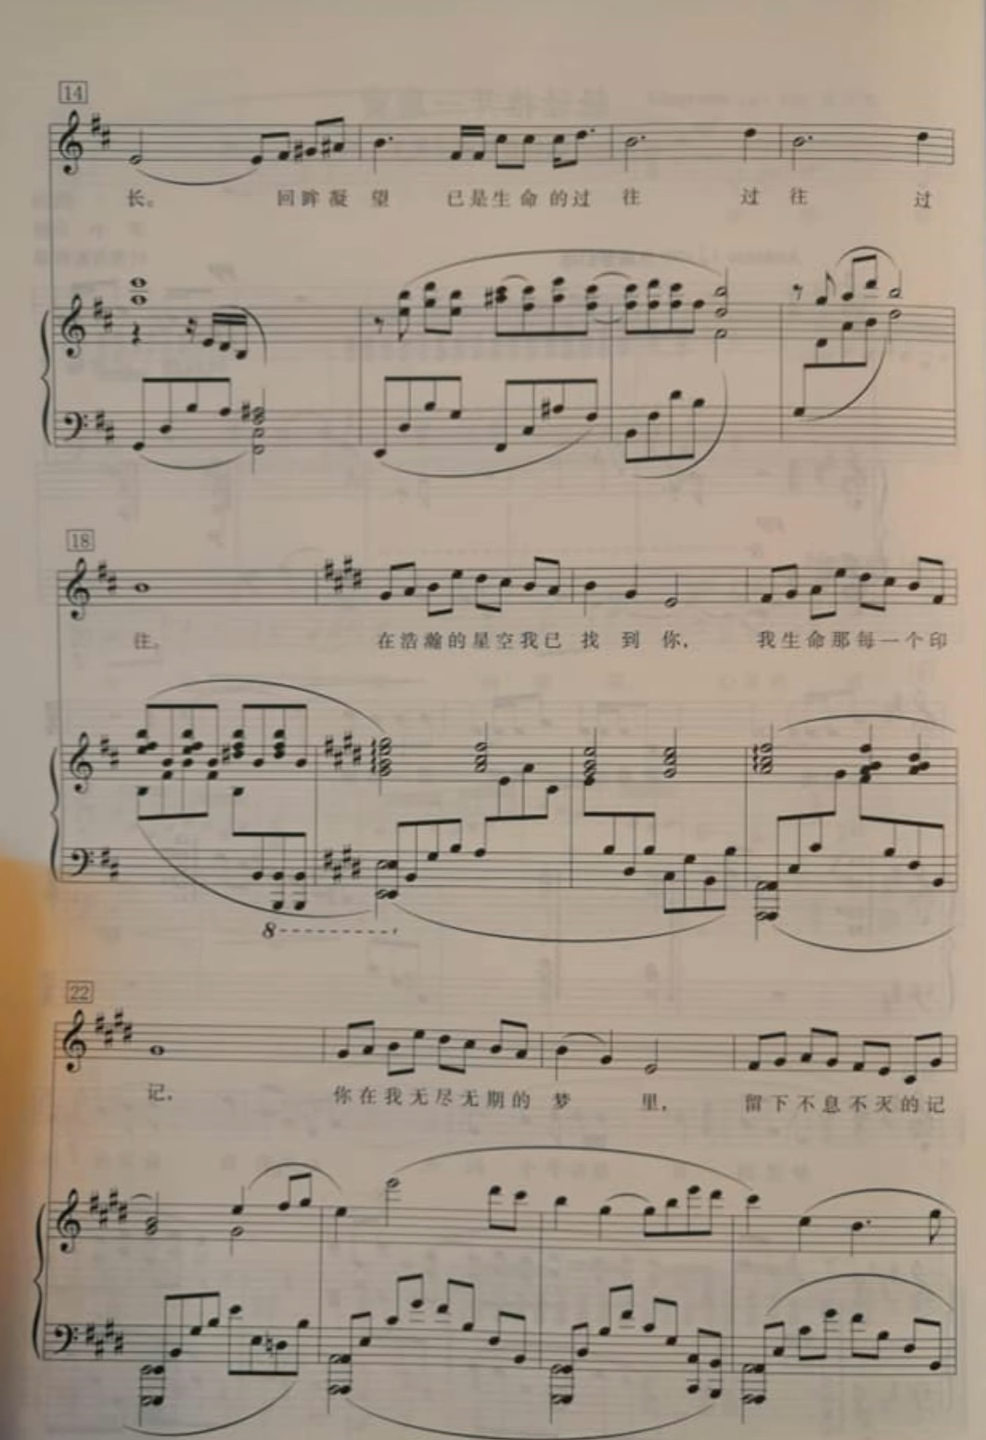 14
长。 回眸凝 望 已是生命的过 往 过 往 过
18
往。 在浩瀚的星空我已 找 到 你， 我生命那每一个印
8
22
记， 你在我无尽无期的 梦 里， 留下不息不灭的记